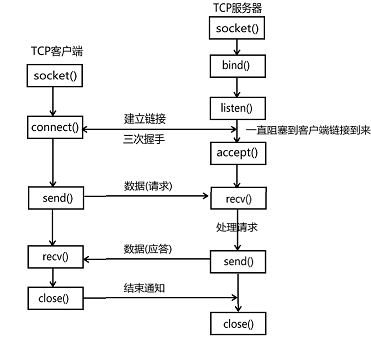 TCP服务器
socket()
TCP客户端
bind()
socket()
listen()
建立链接
connect()
一直阻塞到客户端链接到来
三次握手
accept()
数据(请求)
send()
recv()
处理请求
数据(应答)
recv()
send()
结束通知
close()
close()